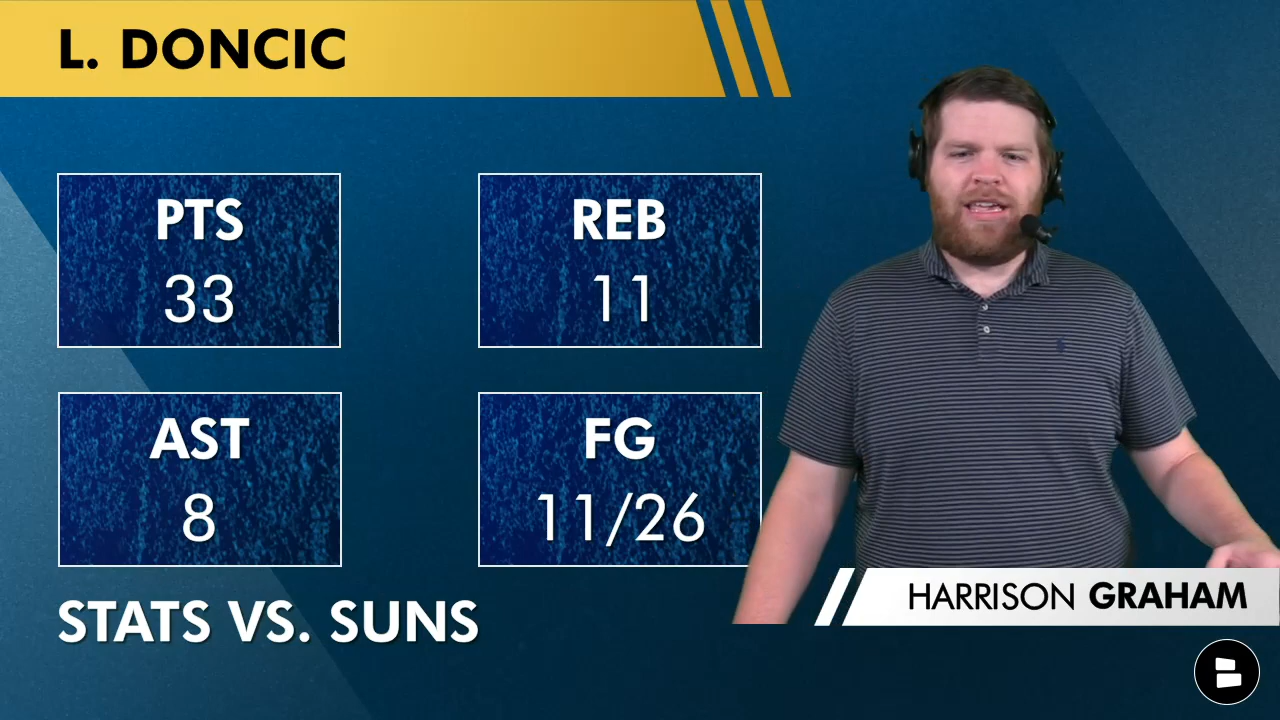 L. DONCIC
PTS
33
REB
11
AST
8
FG
11/26
STATS VS. SUNS
HARRISON GRAHAM